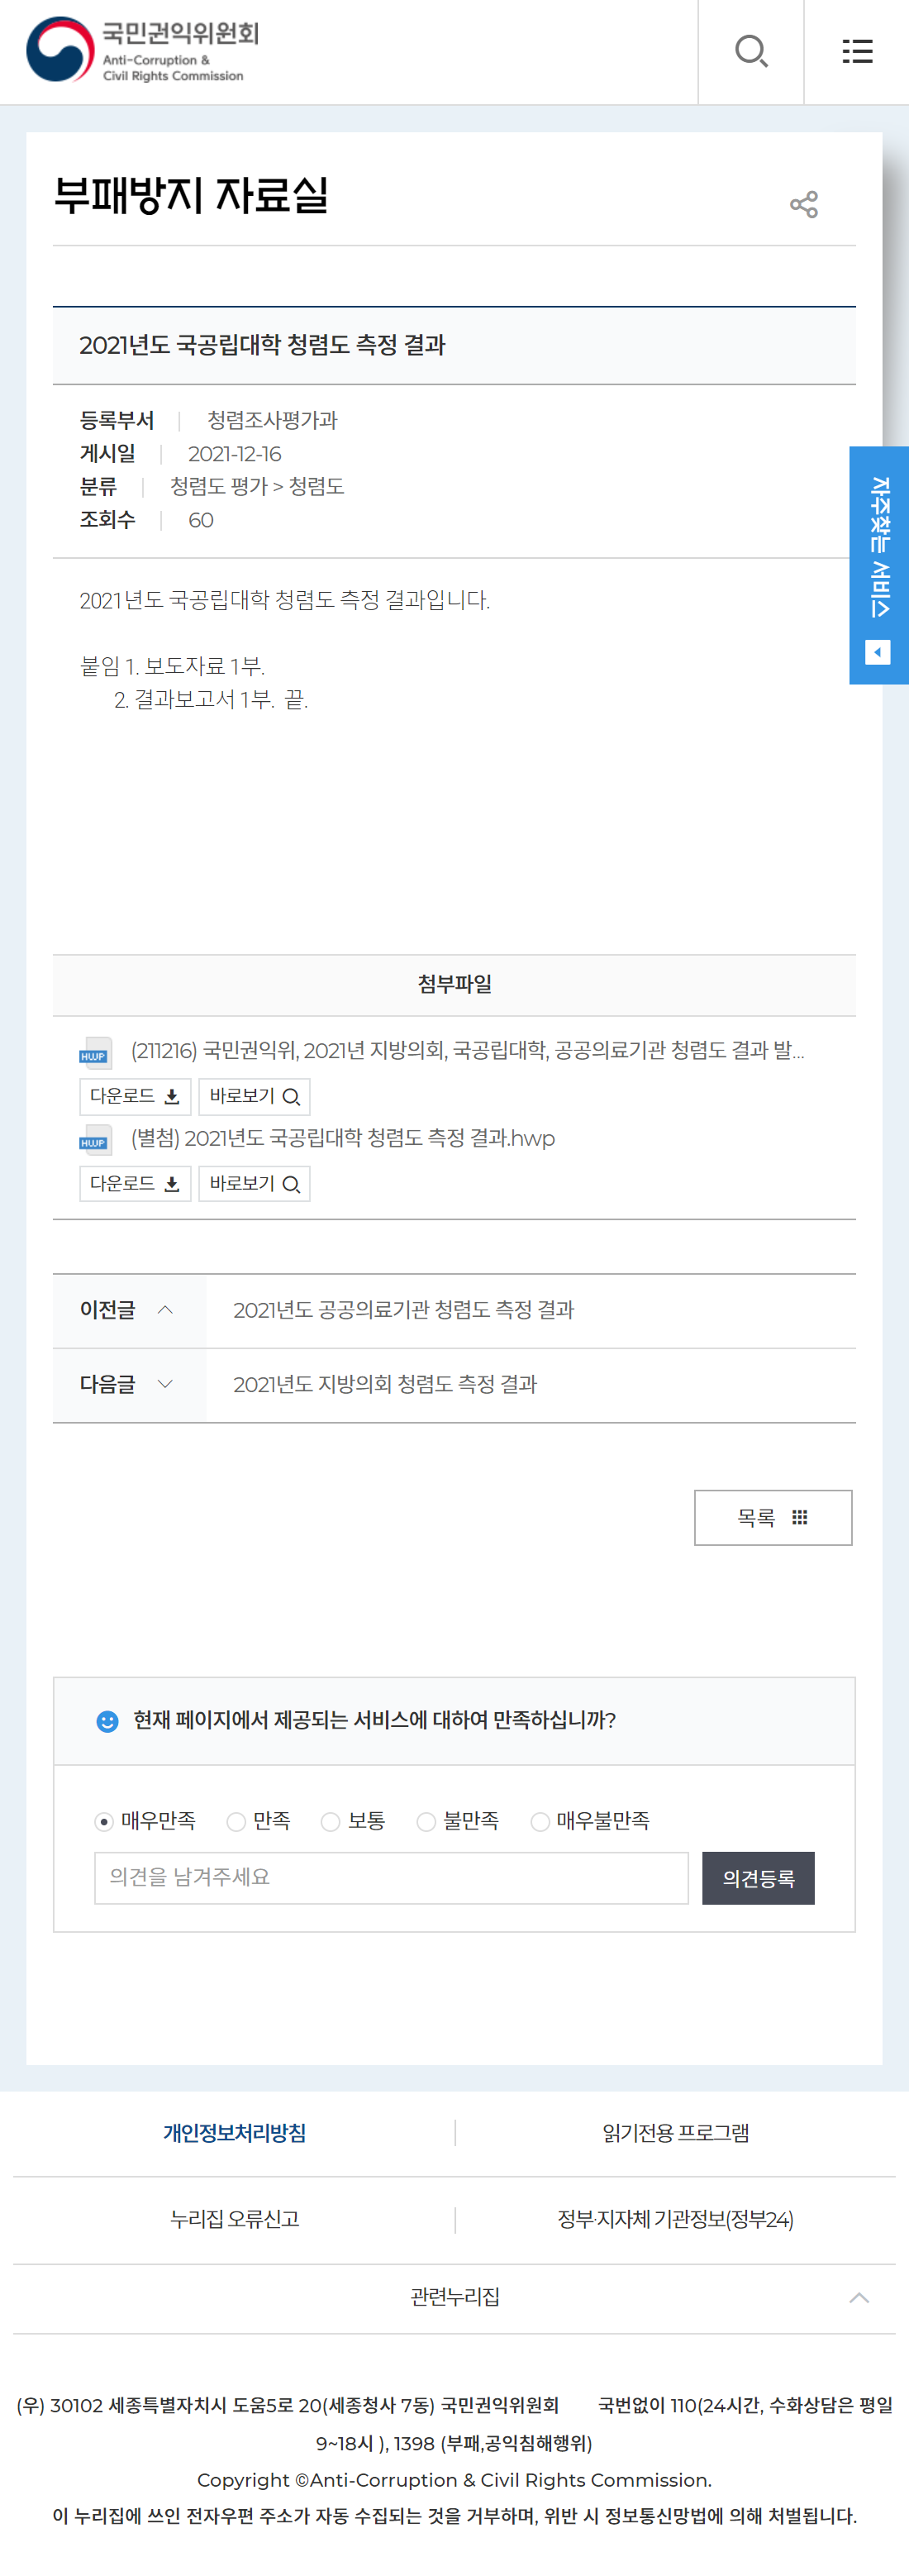 국민권익위원회
Anti-Corruption &
Civil Rights Commission
부패방지 자료실
2021년도 국공립대학 청렴도 측정 결과
등록부서 청렴조사평가과
게시일 2021-12-16
분류 청렴도 평가 > 청렴도
조회수 60
자주찾는 서비스
2021년도 국공립대학 청렴도 측정 결과입니다.
붙임 1. 보도자료 1부.
2. 결과보고서 1부. 끝.
첨부파일
HWP (211216) 국민권익위, 2021년 지방의회, 국공립대학, 공공의료기관 청렴도 결과 발...
다운로드 바로보기
HWP (별첨) 2021년도 국공립대학 청렴도 측정 결과.hwp
다운로드 바로보기
이전글 2021년도 공공의료기관 청렴도 측정 결과
다음글 2021년도 지방의회 청렴도 측정 결과
목록
현재 페이지에서 제공되는 서비스에 대하여 만족하십니까?
매우만족 만족 보통 불만족 매우불만족
의견을 남겨주세요 의견등록
개인정보처리방침 읽기전용 프로그램
누리집 오류신고 정부·지자체 기관정보(정부24)
관련누리집
(우) 30102 세종특별자치시 도움5로 20(세종청사 7동) 국민권익위원회 국번없이 110(24시간, 수화상담은 평일
9~18시 ), 1398 (부패,공익침해행위)
Copyright ©Anti-Corruption & Civil Rights Commission.
이 누리집에 쓰인 전자우편 주소가 자동 수집되는 것을 거부하며, 위반 시 정보통신망법에 의해 처벌됩니다.